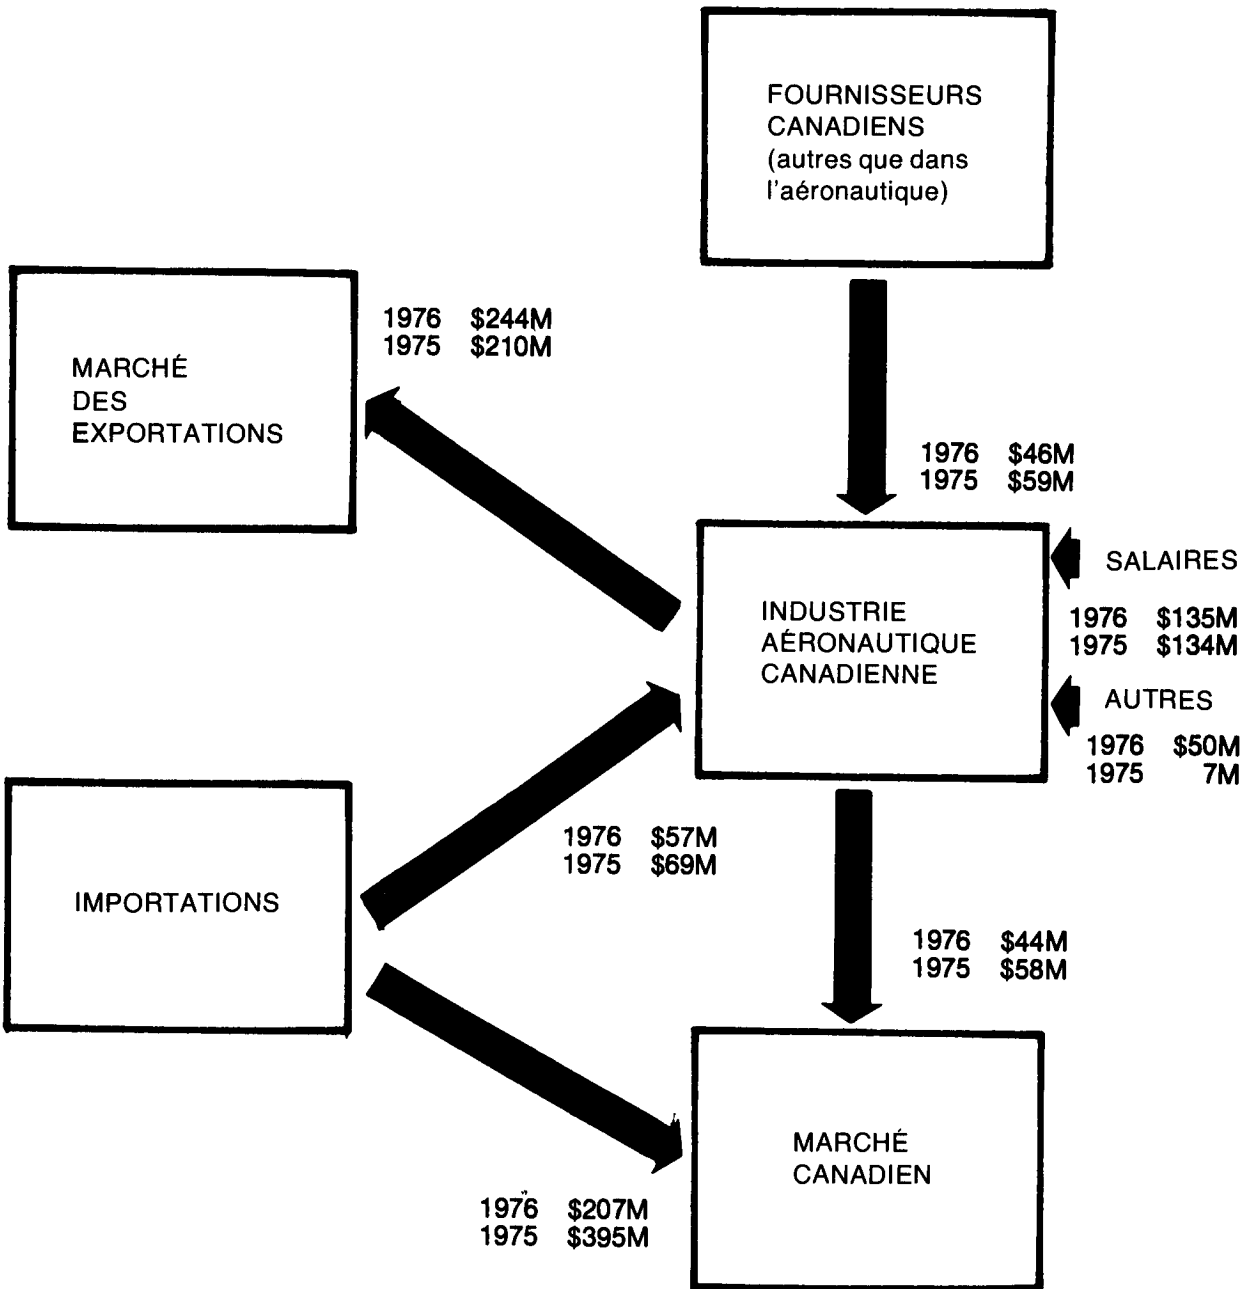 FOURNISSEURS
CANADIENS
(autres que dans
l'aéronautique)
MARCHÉ
DES
EXPORTATIONS
1976 $244M
1975 $210M
1976 $46M
1975 $59M
INDUSTRIE
AÉRONAUTIQUE
CANADIENNE
SALAIRES
1976 $135M
1975 $134M
AUTRES
1976 $50M
1975 7M
IMPORTATIONS
1976 $57M
1975 $69M
1976 $44M
1975 $58M
MARCHÉ
CANADIEN
1976 $207M
1975 $395M